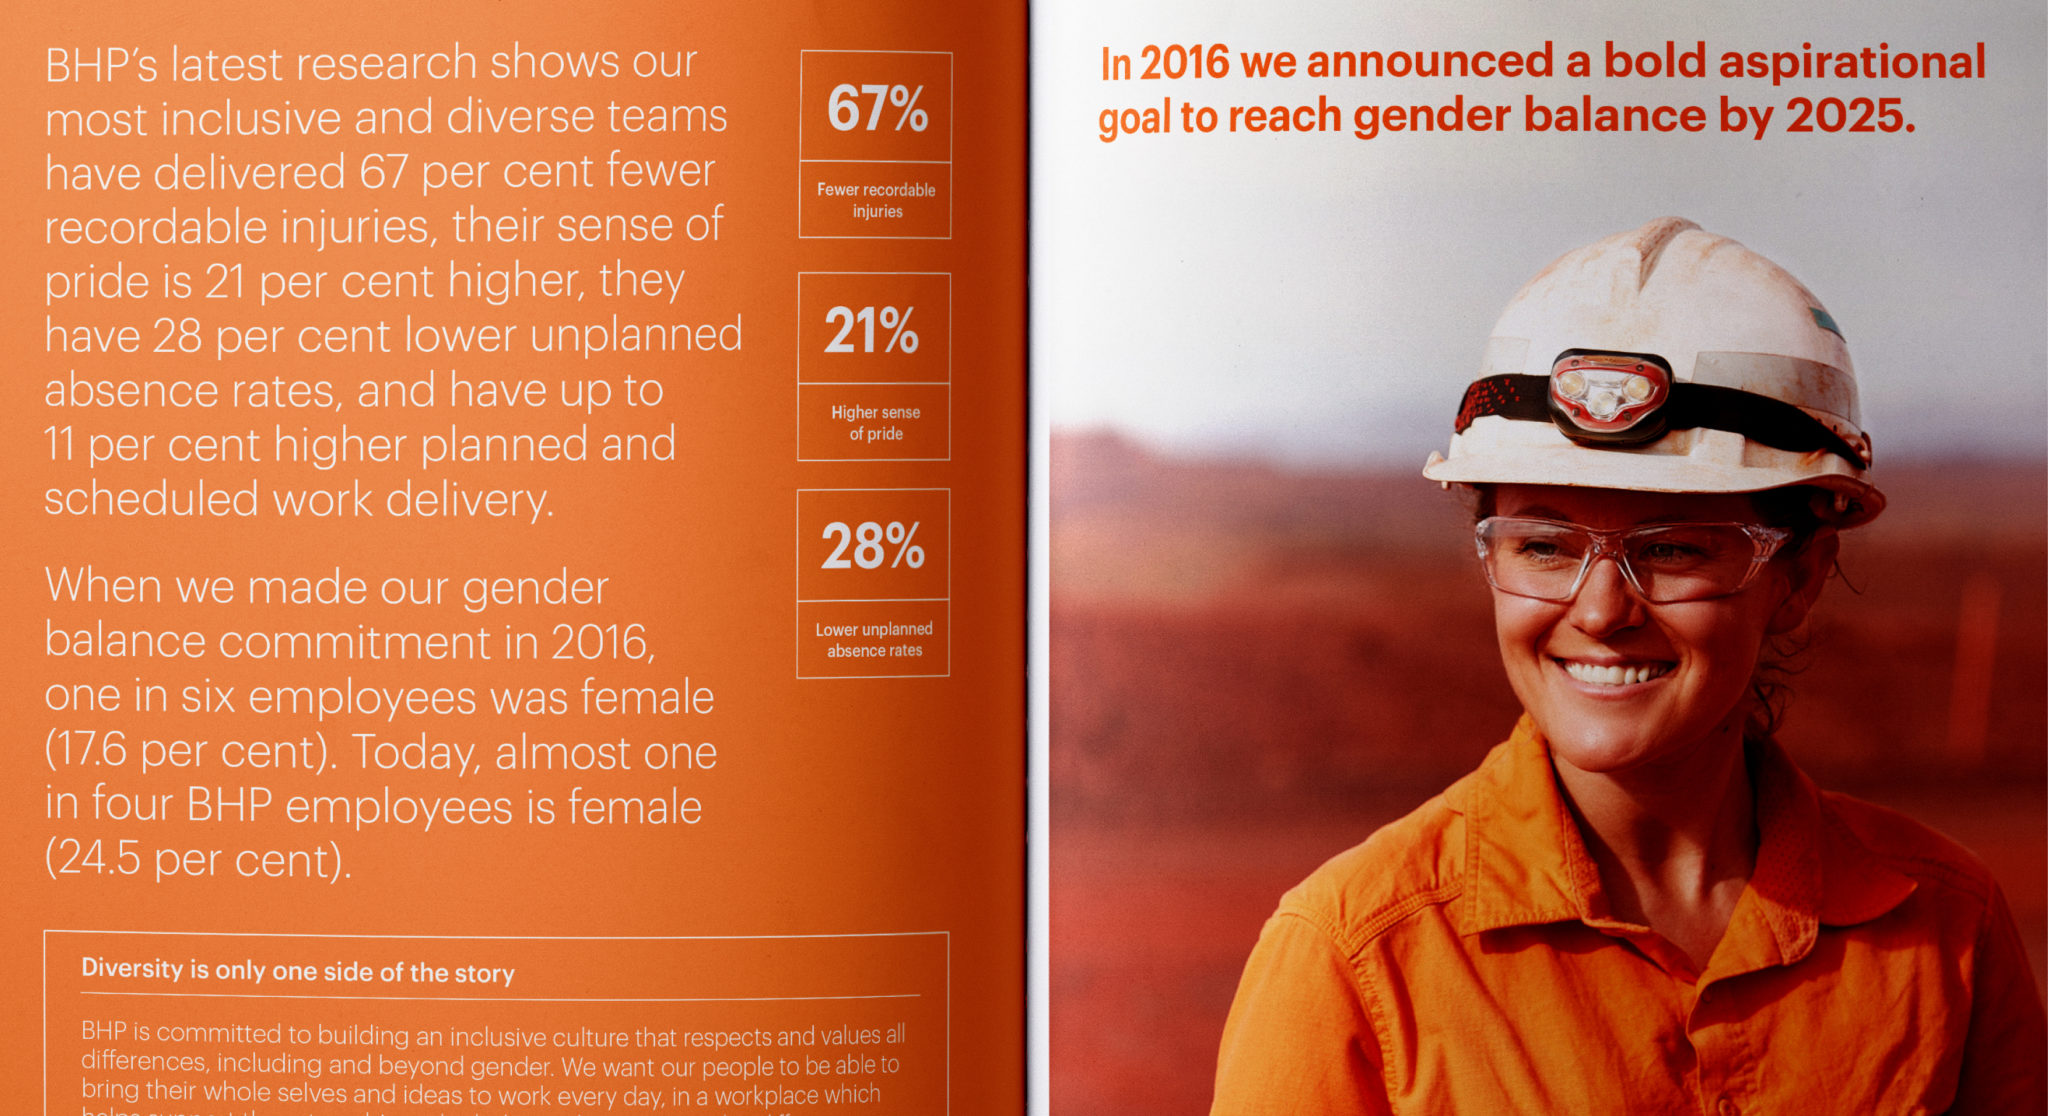 BHP's latest research shows our
most inclusive and diverse teams
have delivered 67 per cent fewer
recordable injuries, their sense of
pride is 21 per cent higher, they
have 28 per cent lower unplanned
absence rates, and have up to
11 per cent higher planned and
scheduled work delivery.
When we made our gender
balance commitment in 2016,
one in six employees was female
(17.6 per cent). Today, almost one
in four BHP employees is female
(24.5 per cent).
67%
Fewer recordable
injuries
21%
Higher sense
of pride
28%
Lower unplanned
absence rates
Diversity is only one side of the story
BHP is committed to building an inclusive culture that respects and values all
differences, including and beyond gender. We want our people to be able to
bring their whole selves and ideas to work every day, in a workplace which
In 2016 we announced a bold aspirational
goal to reach gender balance by 2025.